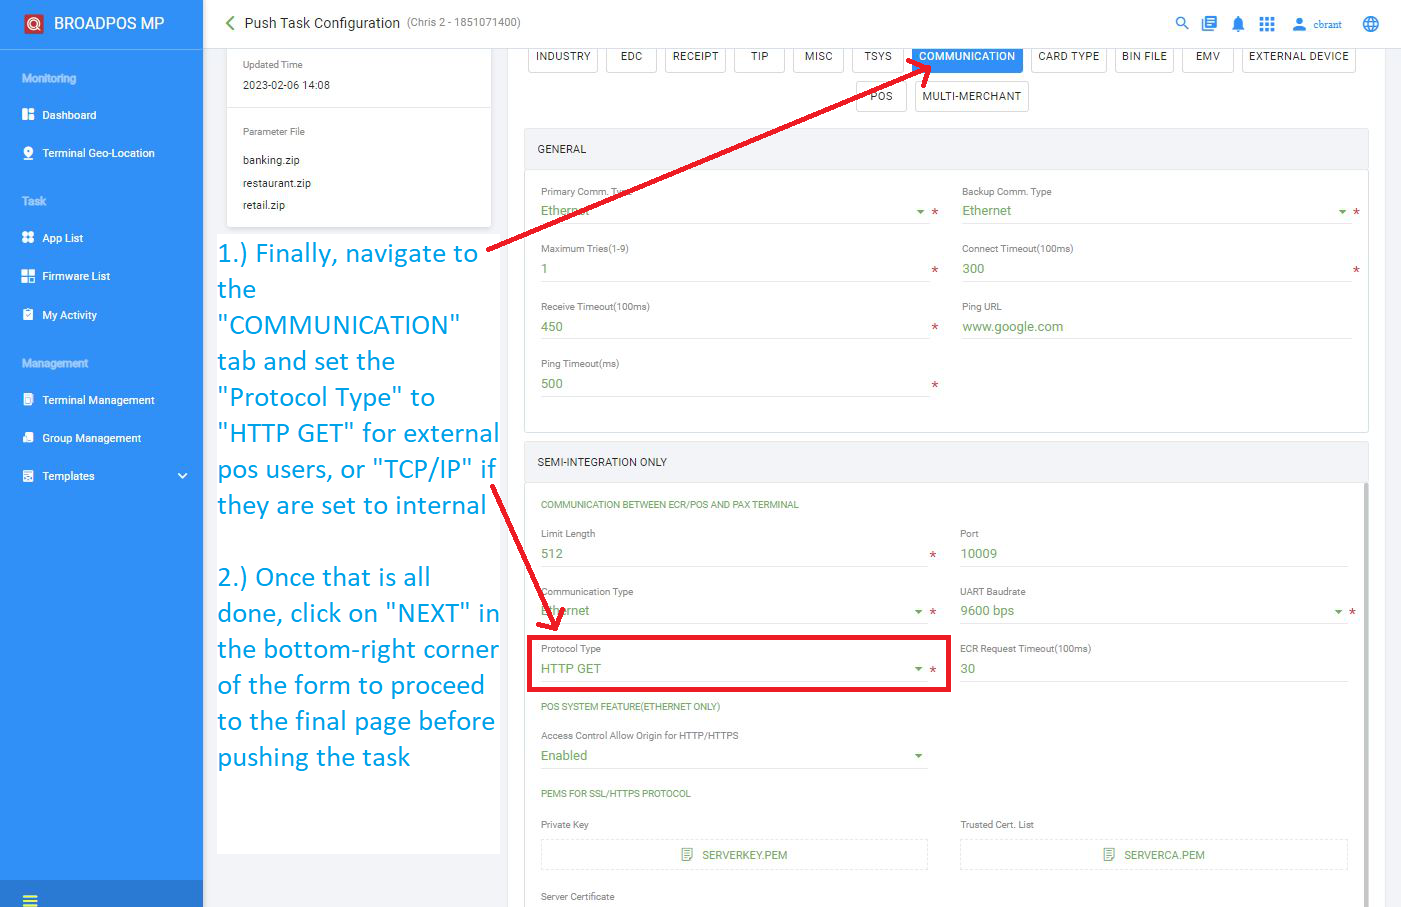 BROADPOS MP
Monitoring
Dashboard
Terminal Geo-Location
Task
App List
Firmware List
My Activity
Management
Terminal Management
Group Management
Templates
Push Task Configuration (Chris 2 - 1851071400)
cbrant
Updated Time
2023-02-06 14:08
Parameter File
banking.zip
restaurant.zip
retail.zip
1.) Finally, navigate to
the
"COMMUNICATION"
tab and set the
"Protocol Type" to
"HTTP GET" for external
pos users, or "TCP/IP" if
they are set to internal
2.) Once that is all
done, click on "NEXT" in
the bottom-right corner
of the form to proceed
to the final page before
pushing the task
INDUSTRY EDC RECEIPT TIP MISC TSYS COMMUNICATION CARD TYPE BIN FILE EMV EXTERNAL DEVICE
POS MULTI-MERCHANT
GENERAL
Primary Comm. Type
Ethernet *
Backup Comm. Type
Ethernet *
Maximum Tries(1-9)
1 *
Connect Timeout(100ms)
300 *
Receive Timeout(100ms)
450 *
Ping URL
www.google.com
Ping Timeout(ms)
500 *
SEMI-INTEGRATION ONLY
COMMUNICATION BETWEEN ECR/POS AND PAX TERMINAL
Limit Length
512 *
Port
10009
Communication Type
Ethernet *
UART Baudrate
9600 bps *
Protocol Type
HTTP GET *
ECR Request Timeout(100ms)
30
POS SYSTEM FEATURE(ETHERNET ONLY)
Access Control Allow Origin for HTTP/HTTPS
Enabled
PEMS FOR SSL/HTTPS PROTOCOL
Private Key
SERVERKEY.PEM
Trusted Cert. List
SERVERCA.PEM
Server Certificate